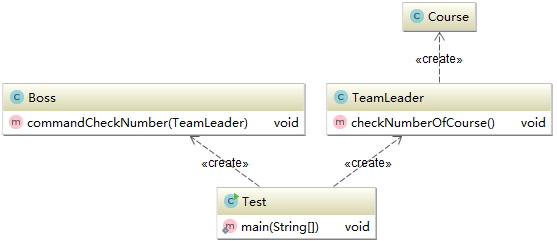 C Course
«create»
C Boss
m commandCheckNumber(TeamLeader) void
C TeamLeader
m checkNumberOfCourse() void
«create»
«create»
C Test
m main(String[]) void